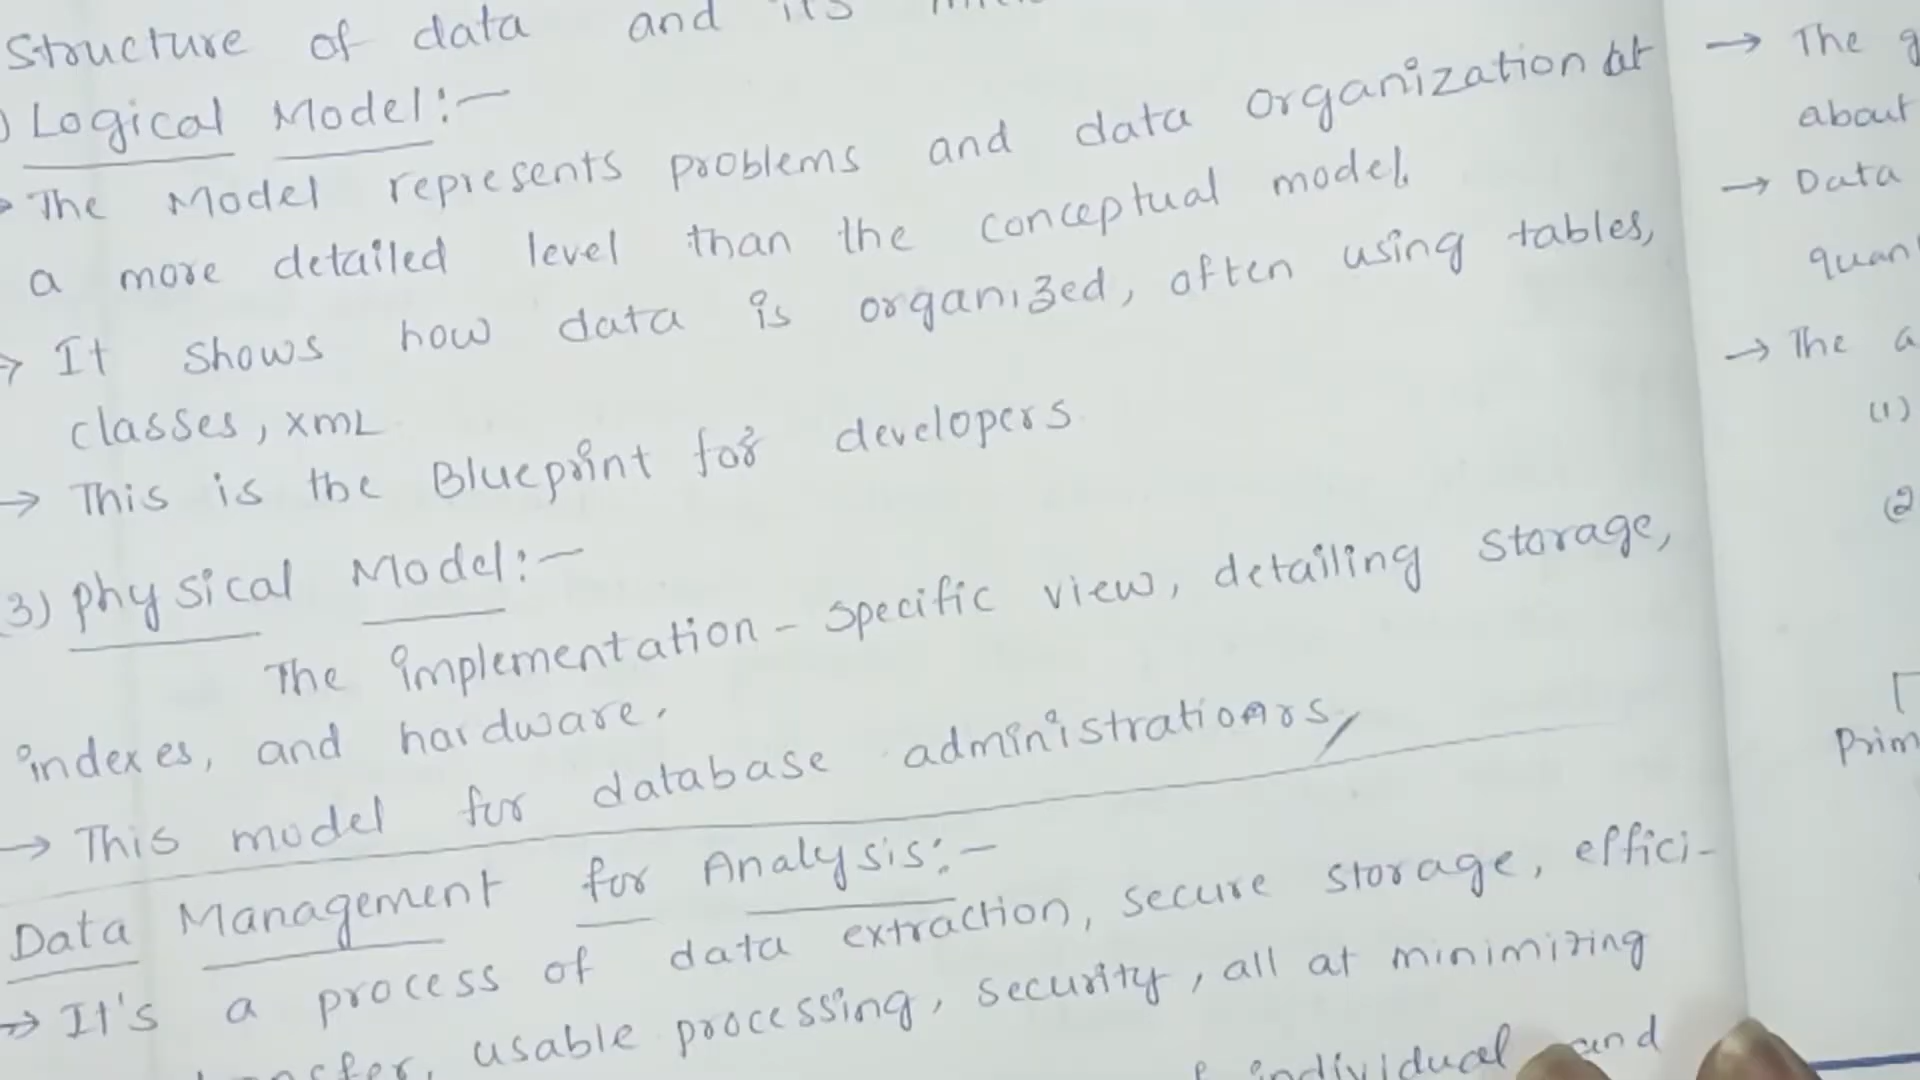 Structure of data and its
) Logical Model:-
The Model represents problems and data organization at
a more detailed level than the conceptual model.
→ It shows how data is organized, often using tables,
classes, XML
→ This is the Blueprint for developers
3) physical Model:-
The implementation - specific view, detailing storage,
indexes, and hardware.
→ This model for database
Data Management for Analysis:-
→ It's a process of data extraction, secure storage, effici-
usable processing, security, all at minimizing
individual and
→ The
about
→ Data
quan
→ The a
(1)
(2
Prim